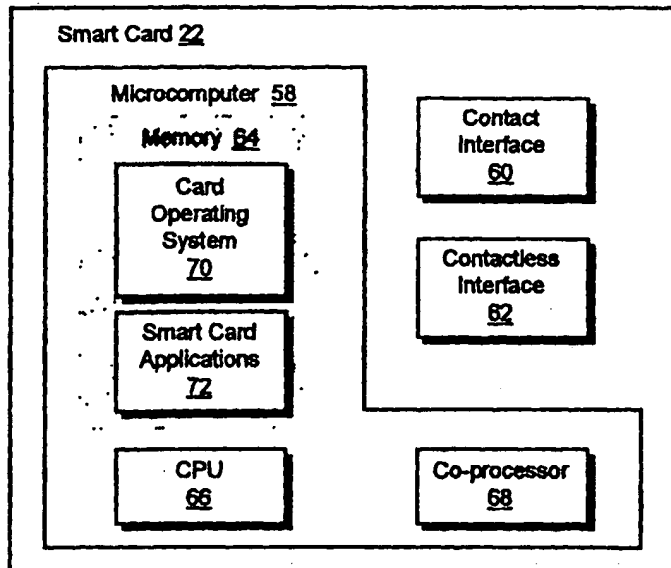 Smart Card 22
Microcomputer 58
Memory 64
Card
Operating
System
70
Smart Card
Applications
72
CPU
66
Contact
Interface
60
Contactless
Interface
62
Co-processor
68